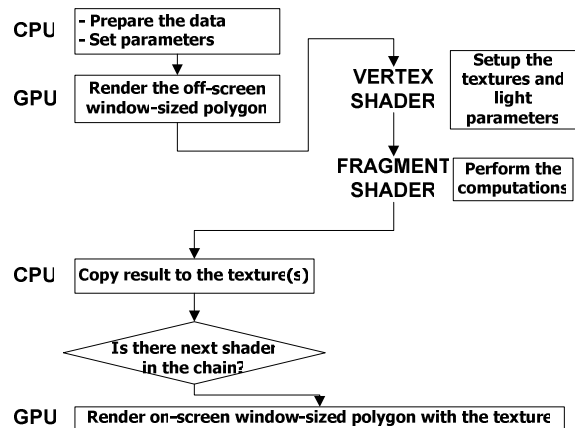 CPU
- Prepare the data
- Set parameters
GPU
Render the off-screen
window-sized polygon
VERTEX
SHADER
Setup the
textures and
light
parameters
FRAGMENT
SHADER
Perform the
computations
CPU
Copy result to the texture(s)
Is there next shader
in the chain?
GPU
Render on-screen window-sized polygon with the texture